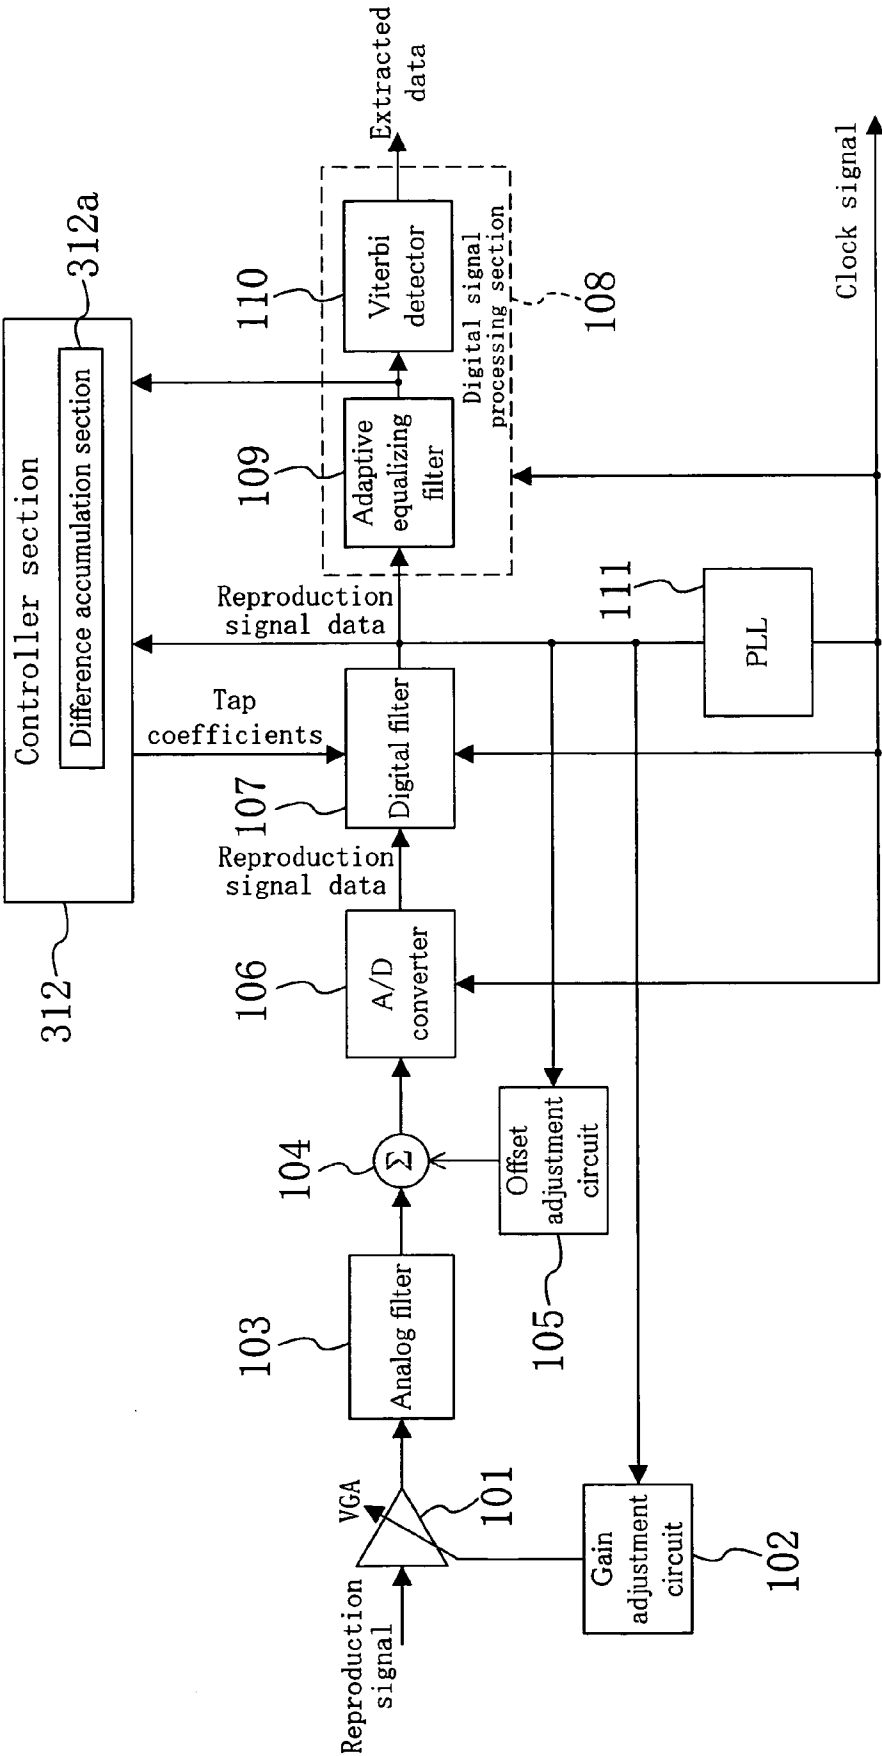 312
Controller section
Difference accumulation section
312a
Tap
coefficients
Reproduction
signal data
Reproduction
signal
VGA
101
103
Analog filter
104
Σ
106
A/D
converter
Reproduction
signal data
107
Digital filter
109
Adaptive
equalizing
filter
110
Viterbi
detector
Digital signal
processing section
108
Extracted
data
102
Gain
adjustment
circuit
105
Offset
adjustment
circuit
111
PLL
Clock signal